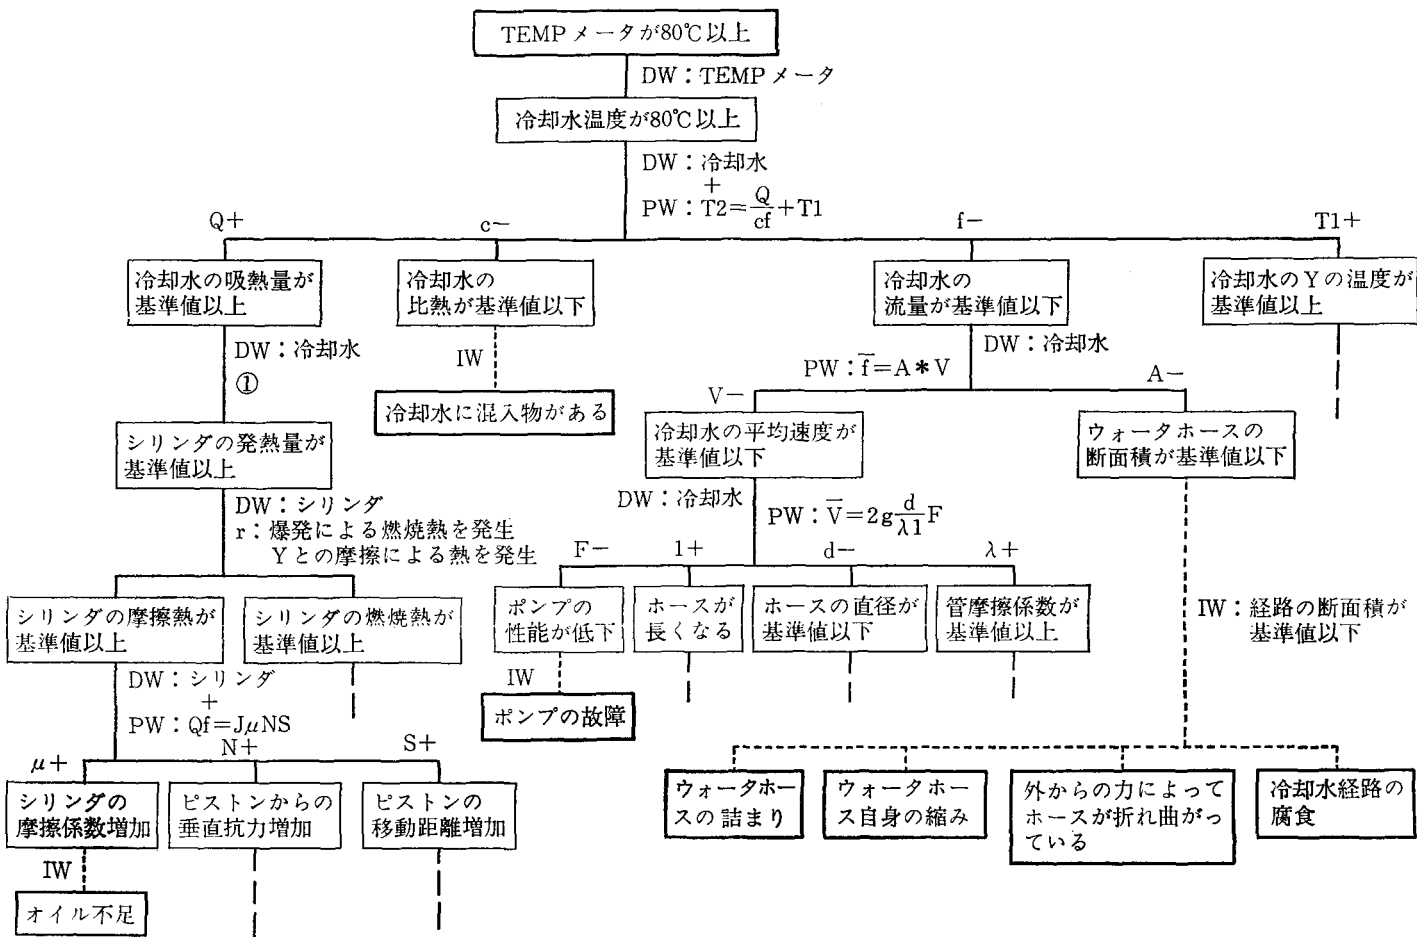 TEMPメータが80℃以上
DW：TEMPメータ
冷却水温度が80℃以上
DW：冷却水
+
PW：T2=Q/cf+T1
Q+
c−
f−
T1+
冷却水の吸熱量が
基準値以上
冷却水の
比熱が基準値以下
冷却水の
流量が基準値以下
冷却水のYの温度が
基準値以上
DW：冷却水
①
IW
DW：冷却水
PW：f̅=A*V
冷却水に混入物がある
V−
A−
シリンダの発熱量が
基準値以上
冷却水の平均速度が
基準値以下
ウォータホースの
断面積が基準値以下
DW：シリンダ
r：爆発による燃焼熱を発生
Yとの摩擦による熱を発生
DW：冷却水
PW：V̅=2g d/λ1 F
F−
1+
d−
λ+
シリンダの摩擦熱が
基準値以上
シリンダの燃焼熱が
基準値以上
ポンプの
性能が低下
ホースが
長くなる
ホースの直径が
基準値以下
管摩擦係数が
基準値以上
IW：経路の断面積が
基準値以下
DW：シリンダ
+
PW：Qf=JμNS
IW
ポンプの故障
μ+
N+
S+
シリンダの
摩擦係数増加
ピストンからの
垂直抗力増加
ピストンの
移動距離増加
ウォータホー
スの詰まり
ウォータホー
ス自身の縮み
外からの力によって
ホースが折れ曲がっ
ている
冷却水経路の
腐食
IW
オイル不足